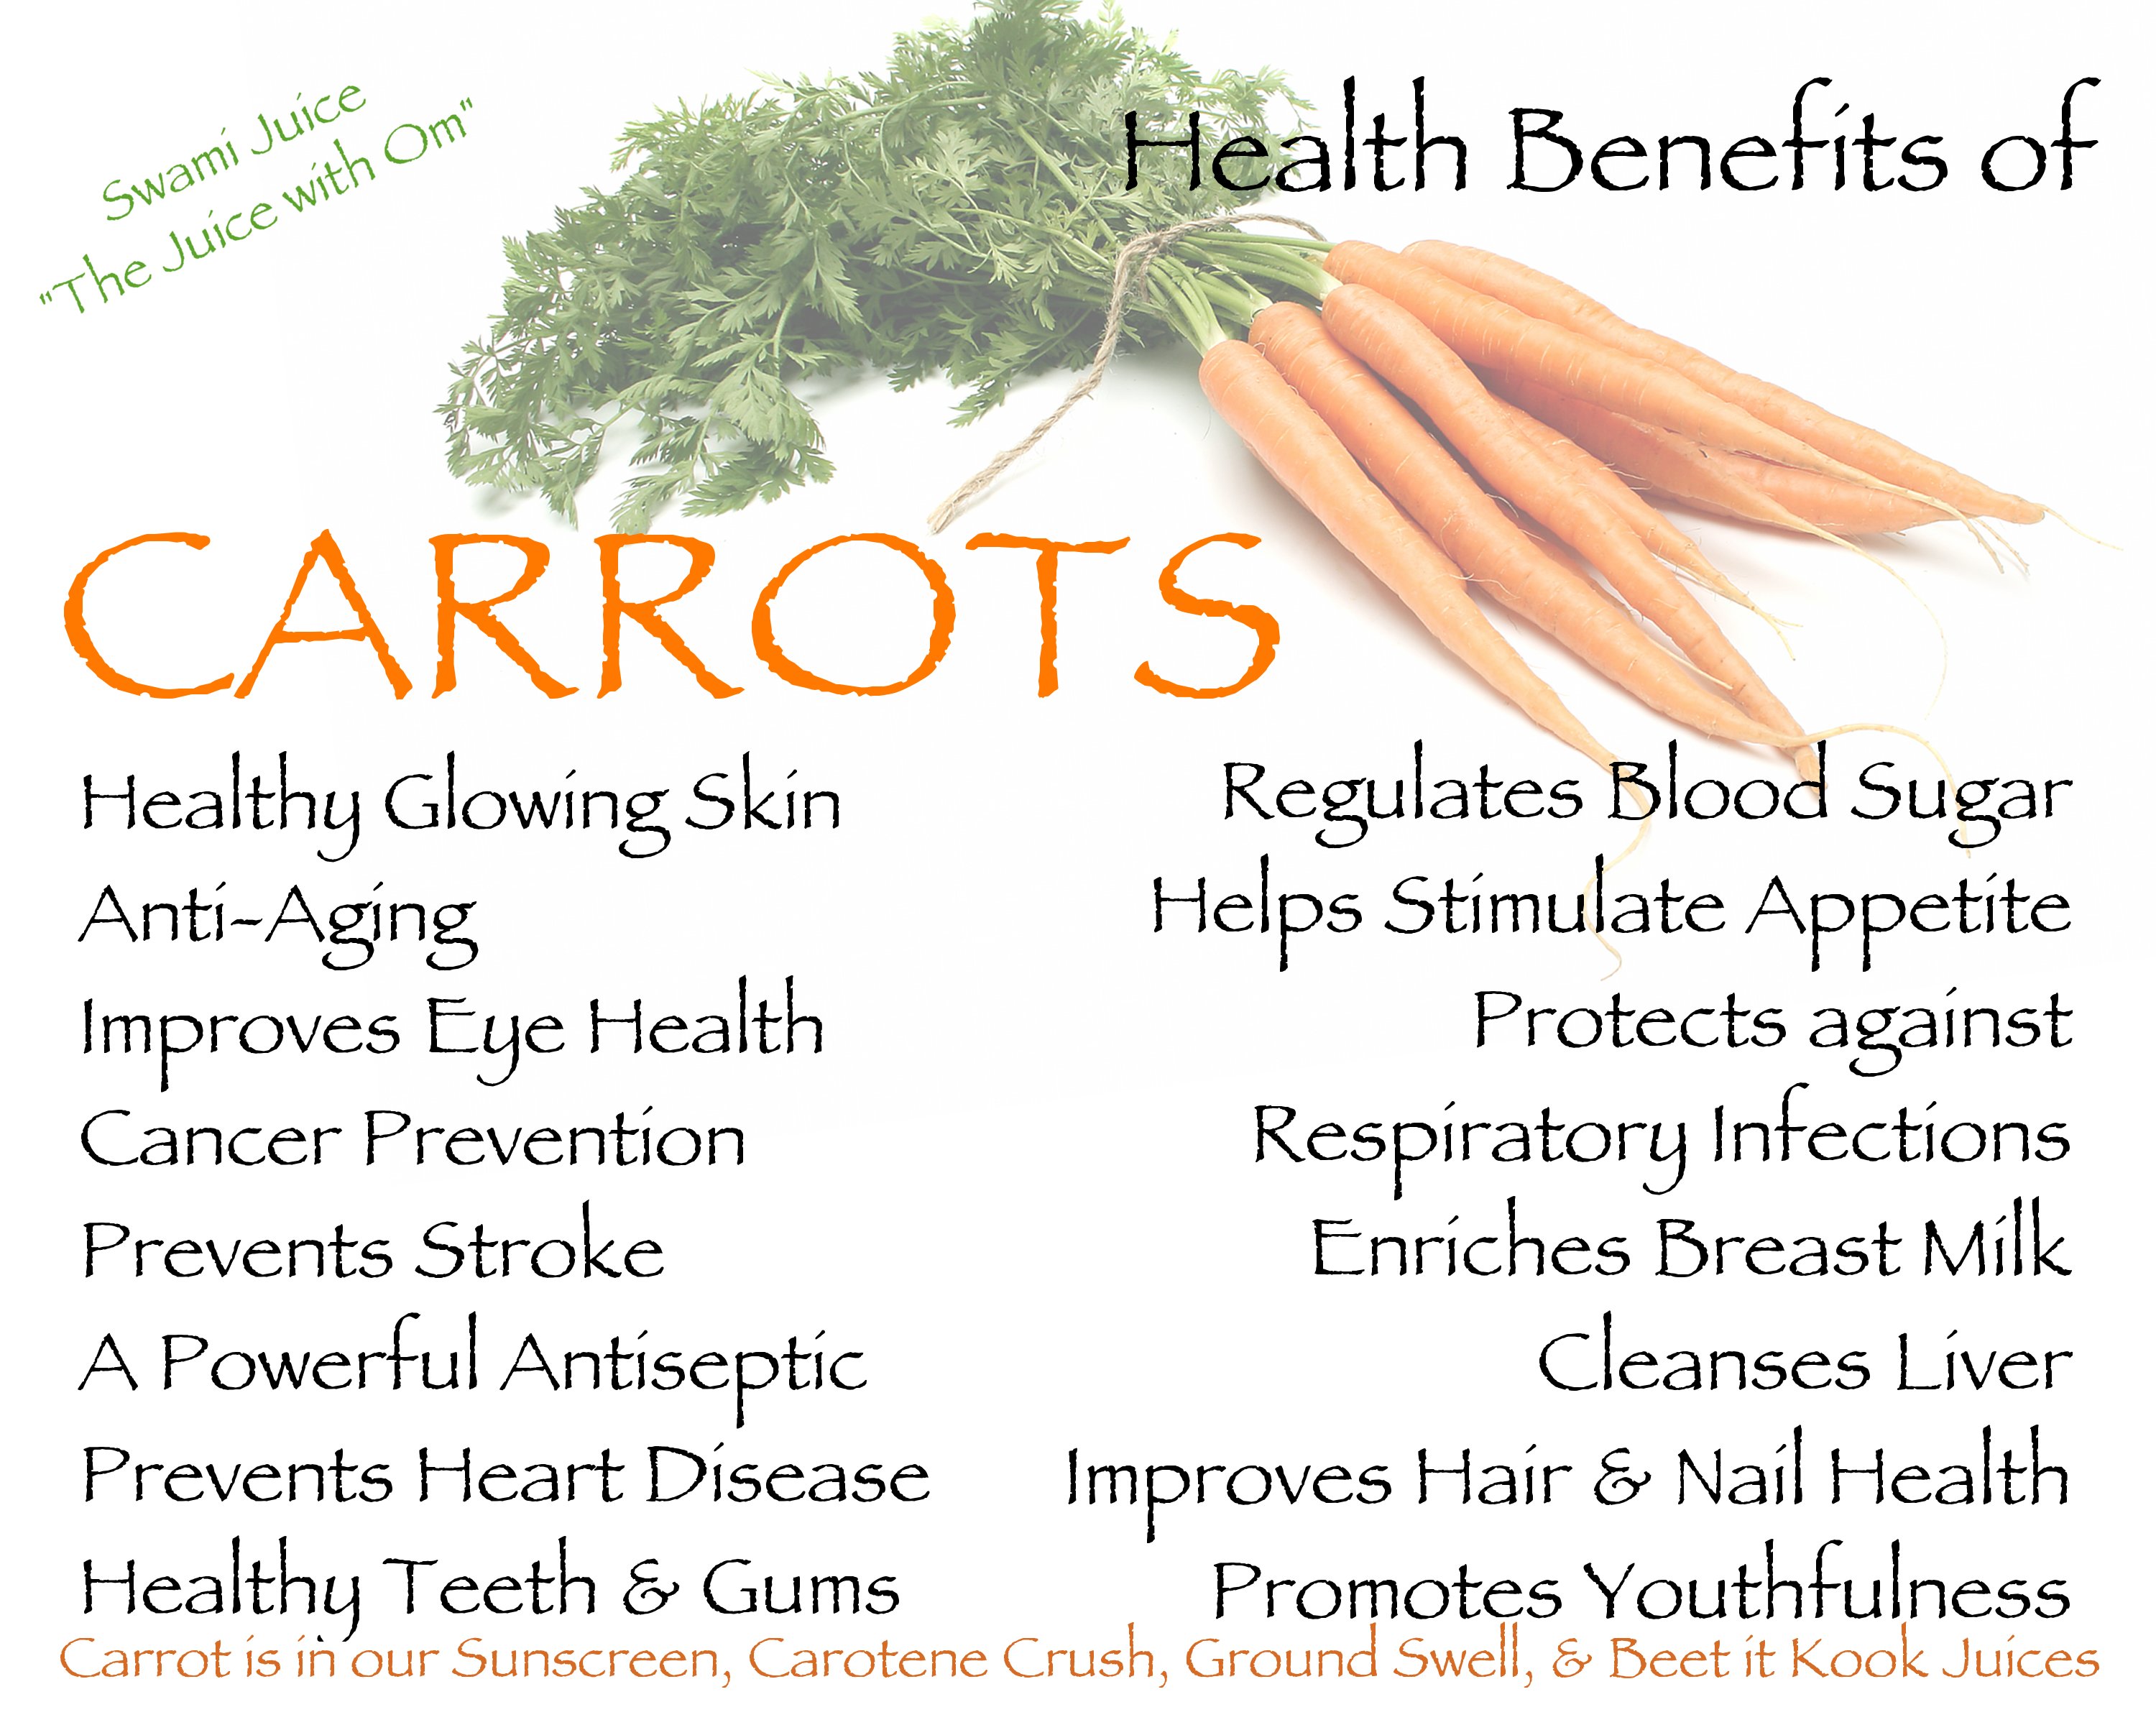 Swami Juice
"The Juice with Om"
Health Benefits of
CARROTS
Healthy Glowing Skin
Anti-Aging
Improves Eye Health
Cancer Prevention
Prevents Stroke
A Powerful Antiseptic
Prevents Heart Disease
Healthy Teeth & Gums
Regulates Blood Sugar
Helps Stimulate Appetite
Protects against
Respiratory Infections
Enriches Breast Milk
Cleanses Liver
Improves Hair & Nail Health
Promotes Youthfulness
Carrot is in our Sunscreen, Carotene Crush, Ground Swell, & Beet it Kook Juices